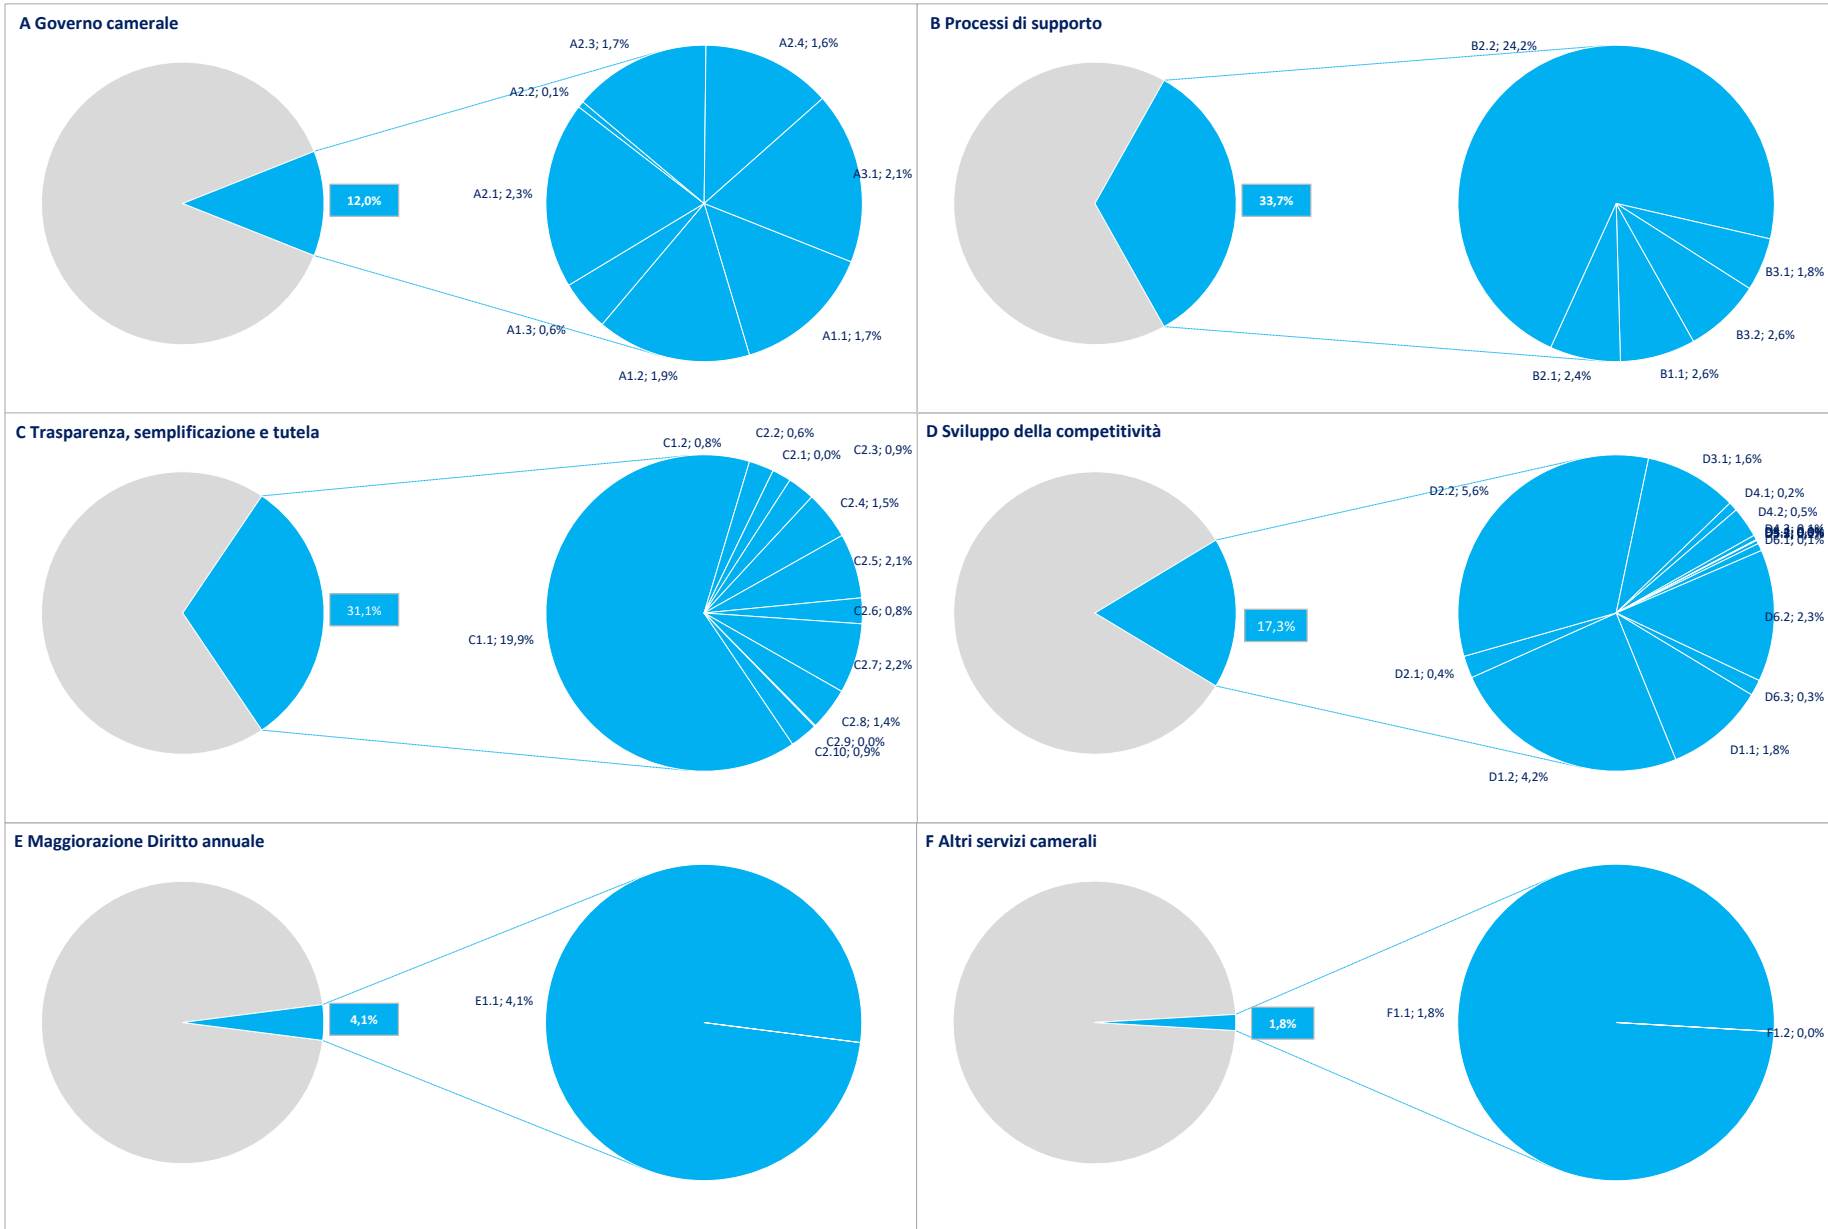 A Governo camerale
A2.3; 1,7%
A2.4; 1,6%
A2.2; 0,1%
A3.1; 2,1%
A2.1; 2,3%
12,0%
A1.3; 0,6%
A1.1; 1,7%
A1.2; 1,9%
B Processi di supporto
B2.2; 24,2%
33,7%
B3.1; 1,8%
B3.2; 2,6%
B2.1; 2,4%
B1.1; 2,6%
C Trasparenza, semplificazione e tutela
C1.2; 0,8%
C2.2; 0,6%
C2.1; 0,0%
C2.3; 0,9%
C2.4; 1,5%
C2.5; 2,1%
31,1%
C2.6; 0,8%
C1.1; 19,9%
C2.7; 2,2%
C2.8; 1,4%
C2.9; 0,0%
C2.10; 0,9%
D Sviluppo della competitività
D3.1; 1,6%
D2.2; 5,6%
D4.1; 0,2%
D4.2; 0,5%
D6.1; 0,1%
17,3%
D6.2; 2,3%
D2.1; 0,4%
D6.3; 0,3%
D1.1; 1,8%
D1.2; 4,2%
E Maggiorazione Diritto annuale
E1.1; 4,1%
4,1%
F Altri servizi camerali
F1.1; 1,8%
1,8%
F1.2; 0,0%